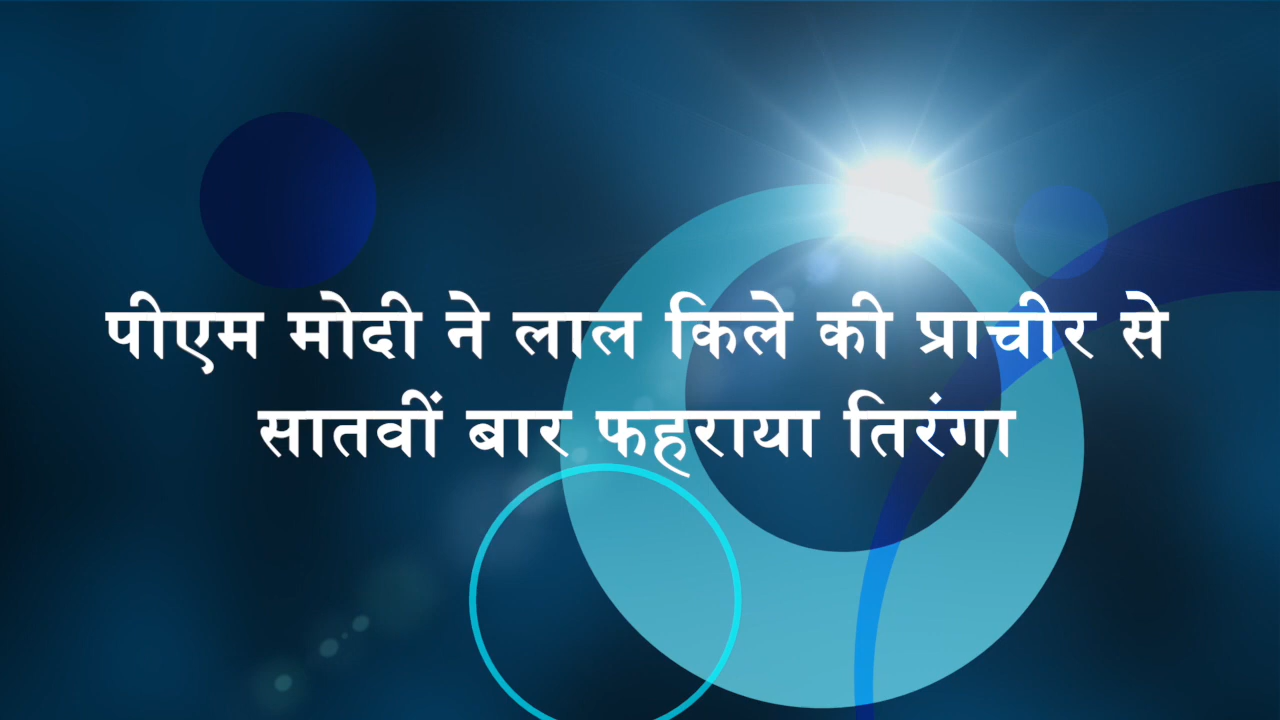 पीएम मोदी ने लाल किले की प्राचीर से
सातवीं बार फहराया तिरंगा